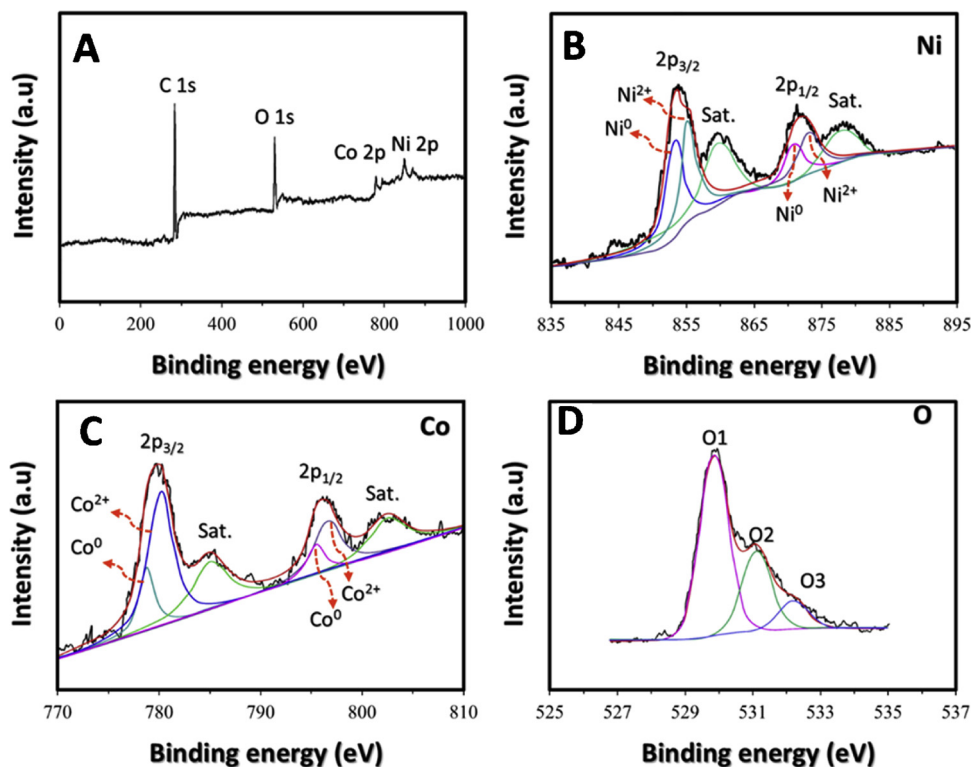 A
C 1s
O 1s
Co 2p
Ni 2p
Intensity (a.u)
0 200 400 600 800 1000
Binding energy (eV)
B
Ni
2p3/2
Ni2+
Ni0
Sat.
2p1/2
Sat.
Ni0
Ni2+
Intensity (a.u)
835 845 855 865 875 885 895
Binding energy (eV)
C
Co
2p3/2
Co2+
Co0
Sat.
2p1/2
Sat.
Co2+
Co0
Intensity (a.u)
770 780 790 800 810
Binding energy (eV)
D
O
O1
O2
O3
Intensity (a.u)
525 527 529 531 533 535 537
Binding energy (eV)